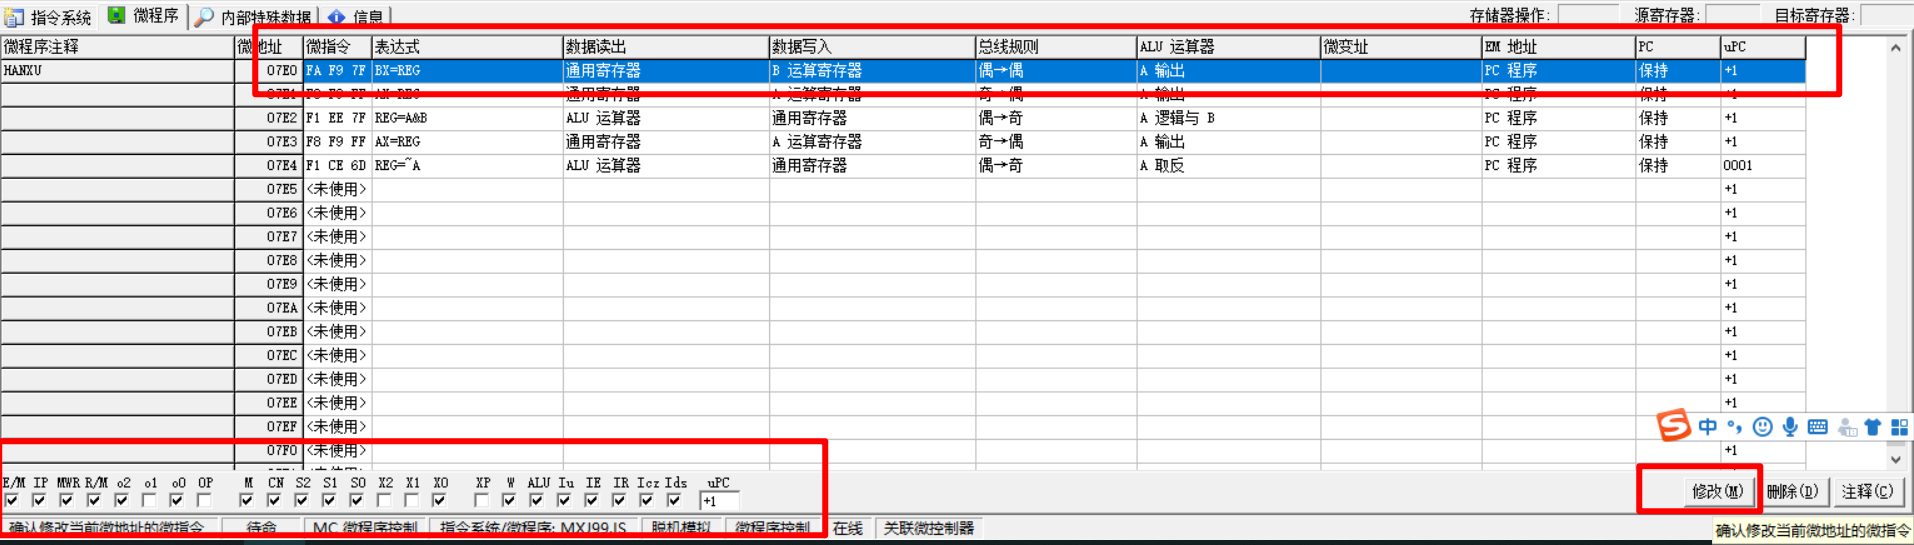 指令系统 微程序 内部特殊数据 信息 存储器操作: 源寄存器: 目标寄存器:
微程序注释 微地址 微指令 表达式 数据读出 数据写入 总线规则 ALU 运算器 微变址 EM 地址 PC uPC
HANXU 07E0 FA F9 7F BX=REG 通用寄存器 B 运算寄存器 偶→偶 A 输出 PC 程序 保持 +1
07E1 F8 F9 FF AX=REG 通用寄存器 A 运算寄存器 奇→偶 A 输出 PC 程序 保持 +1
07E2 F1 EE 7F REG=A&B ALU 运算器 通用寄存器 偶→奇 A 逻辑与 B PC 程序 保持 +1
07E3 F8 F9 FF AX=REG 通用寄存器 A 运算寄存器 奇→偶 A 输出 PC 程序 保持 +1
07E4 F1 CE 6D REG=~A ALU 运算器 通用寄存器 偶→奇 A 取反 PC 程序 保持 0001
07E5 <未使用> +1
07E6 <未使用> +1
07E7 <未使用> +1
07E8 <未使用> +1
07E9 <未使用> +1
07EA <未使用> +1
07EB <未使用> +1
07EC <未使用> +1
07ED <未使用> +1
07EE <未使用> +1
07EF <未使用>
07F0 <未使用> +1
中
E/M IP MWR R/M o2 o1 o0 OP M CN S2 S1 S0 X2 X1 X0 XP W ALU Iu IE IR Icz Ids uPC
+1 修改(M) 删除(D) 注释(C)
确认修改当前微地址的微指令 待命 MC 微程序控制 指令系统/微程序: MXJ99.IS 脱机模拟 微程序控制 在线 关联微控制器 确认修改当前微地址的微指令